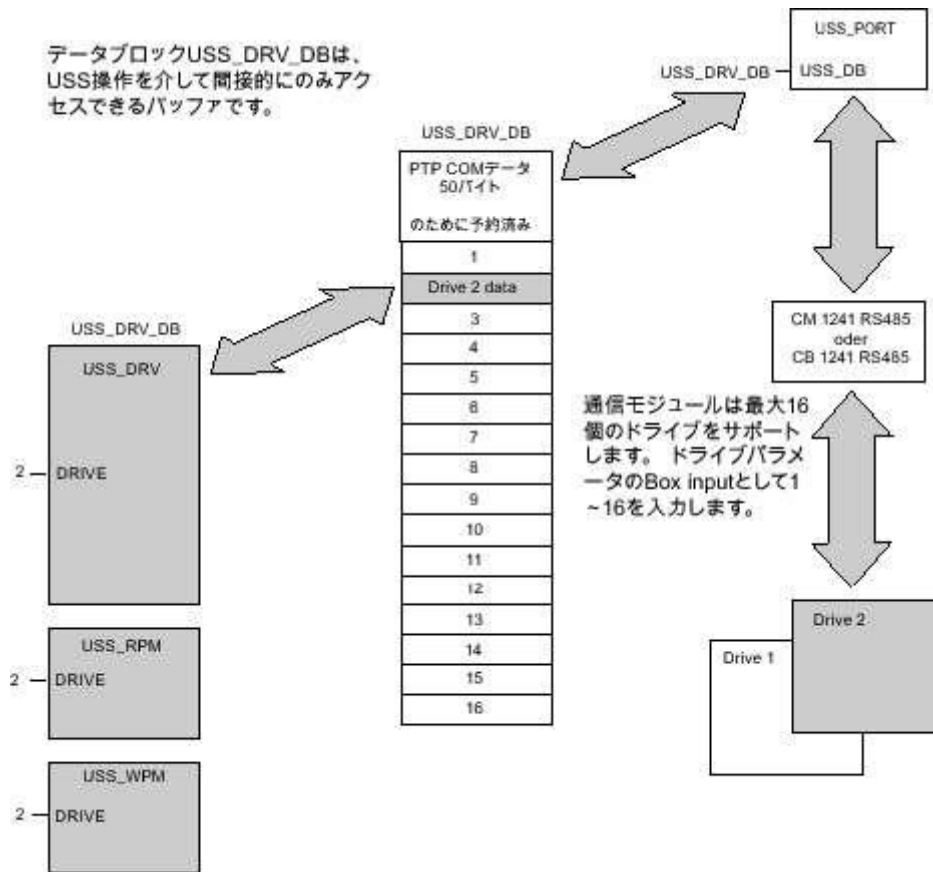 データブロックUSS_DRV_DBは、
USS操作を介して間接的にのみアク
セスできるバッファです。
USS_PORT
USS_DRV_DB
USS_DB
USS_DRV_DB
PTP COMデータ
50バイト
のために予約済み
1
Drive 2 data
3
4
5
6
7
8
9
10
11
12
13
14
15
16
USS_DRV_DB
USS_DRV
2
DRIVE
USS_RPM
2
DRIVE
USS_WPM
2
DRIVE
CM 1241 RS485
oder
CB 1241 RS485
通信モジュールは最大16
個のドライブをサポート
します。 ドライブパラメ
ータのBox inputとして1
~16を入力します。
Drive 2
Drive 1